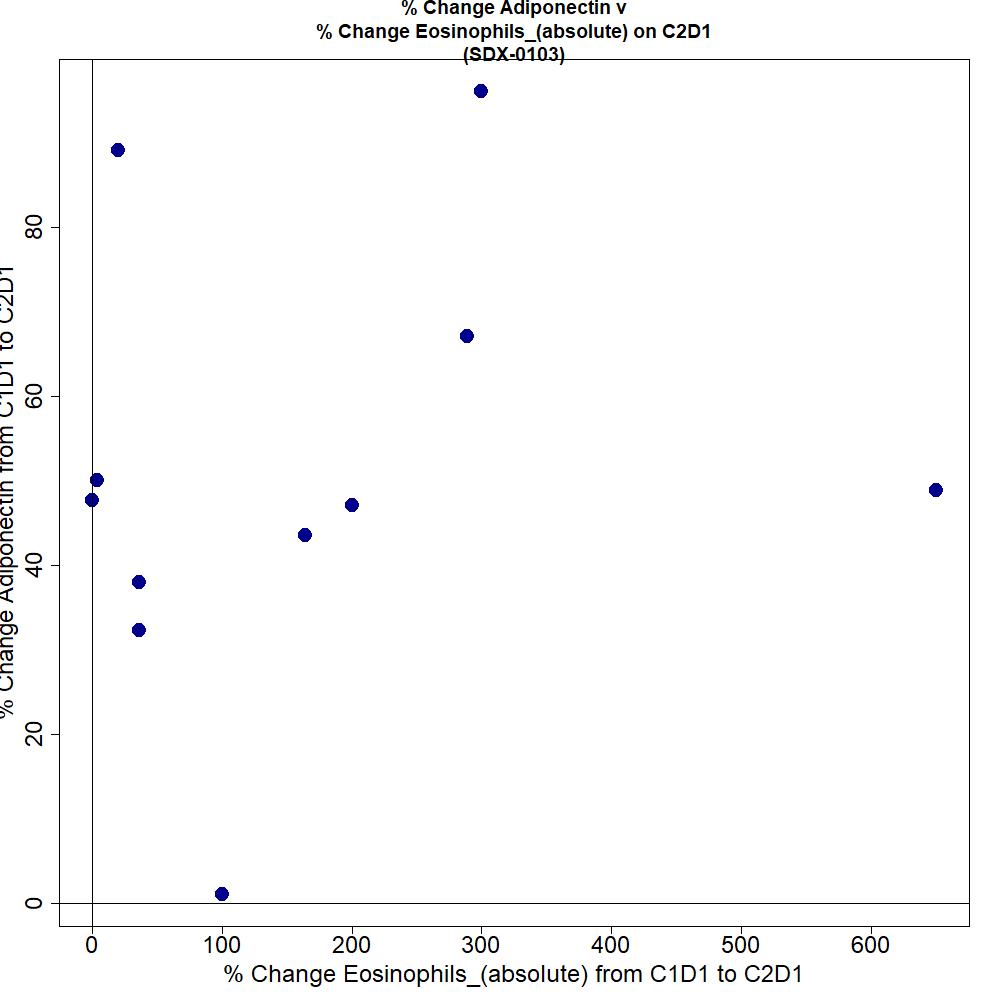 % Change Adiponectin v
% Change Eosinophils_(absolute) on C2D1
(SDX-0103)
% Change Adiponectin from C1D1 to C2D1
80
60
40
20
0
0 100 200 300 400 500 600
% Change Eosinophils_(absolute) from C1D1 to C2D1